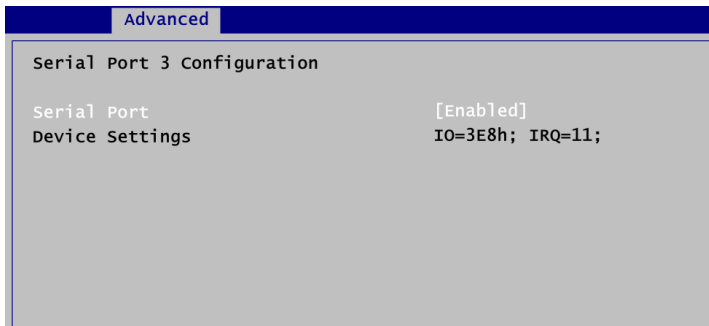 Advanced
Serial Port 3 Configuration
Serial Port [Enabled]
Device Settings IO=3E8h; IRQ=11;